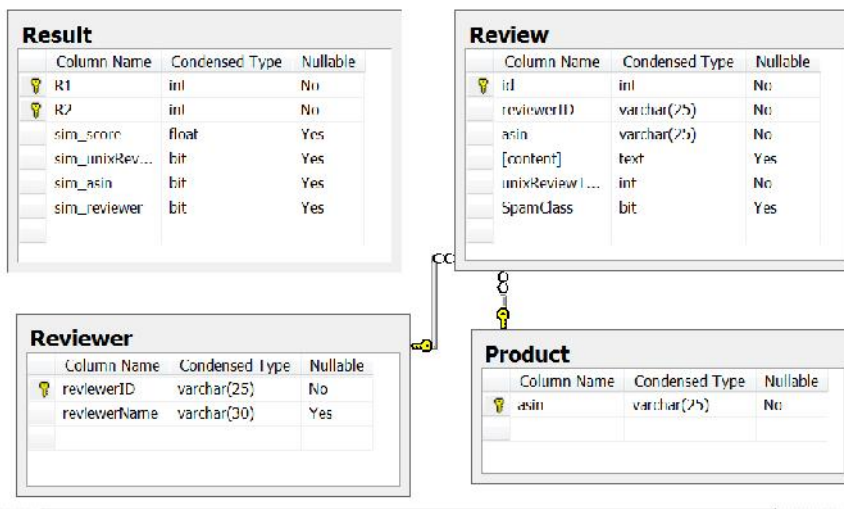 Result
Column Name Condensed Type Nullable
R1 int No
R2 int No
sim_score float Yes
sim_unixRev... bit Yes
sim_asin bit Yes
sim_reviewer bit Yes
Review
Column Name Condensed Type Nullable
id int No
reviewerID varchar(25) No
asin varchar(25) No
[content] text Yes
unixReviewT... int No
SpamClass bit Yes
Reviewer
Column Name Condensed Type Nullable
reviewerID varchar(25) No
reviewerName varchar(30) Yes
Product
Column Name Condensed Type Nullable
asin varchar(25) No